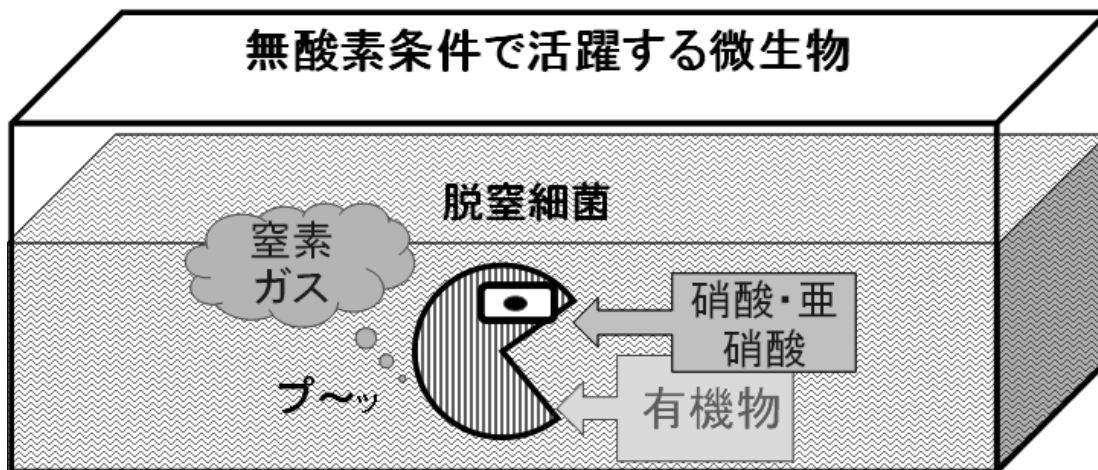 無酸素条件で活躍する微生物
脱窒細菌
窒素
ガス
硝酸・亜
硝酸
プ～ッ
有機物